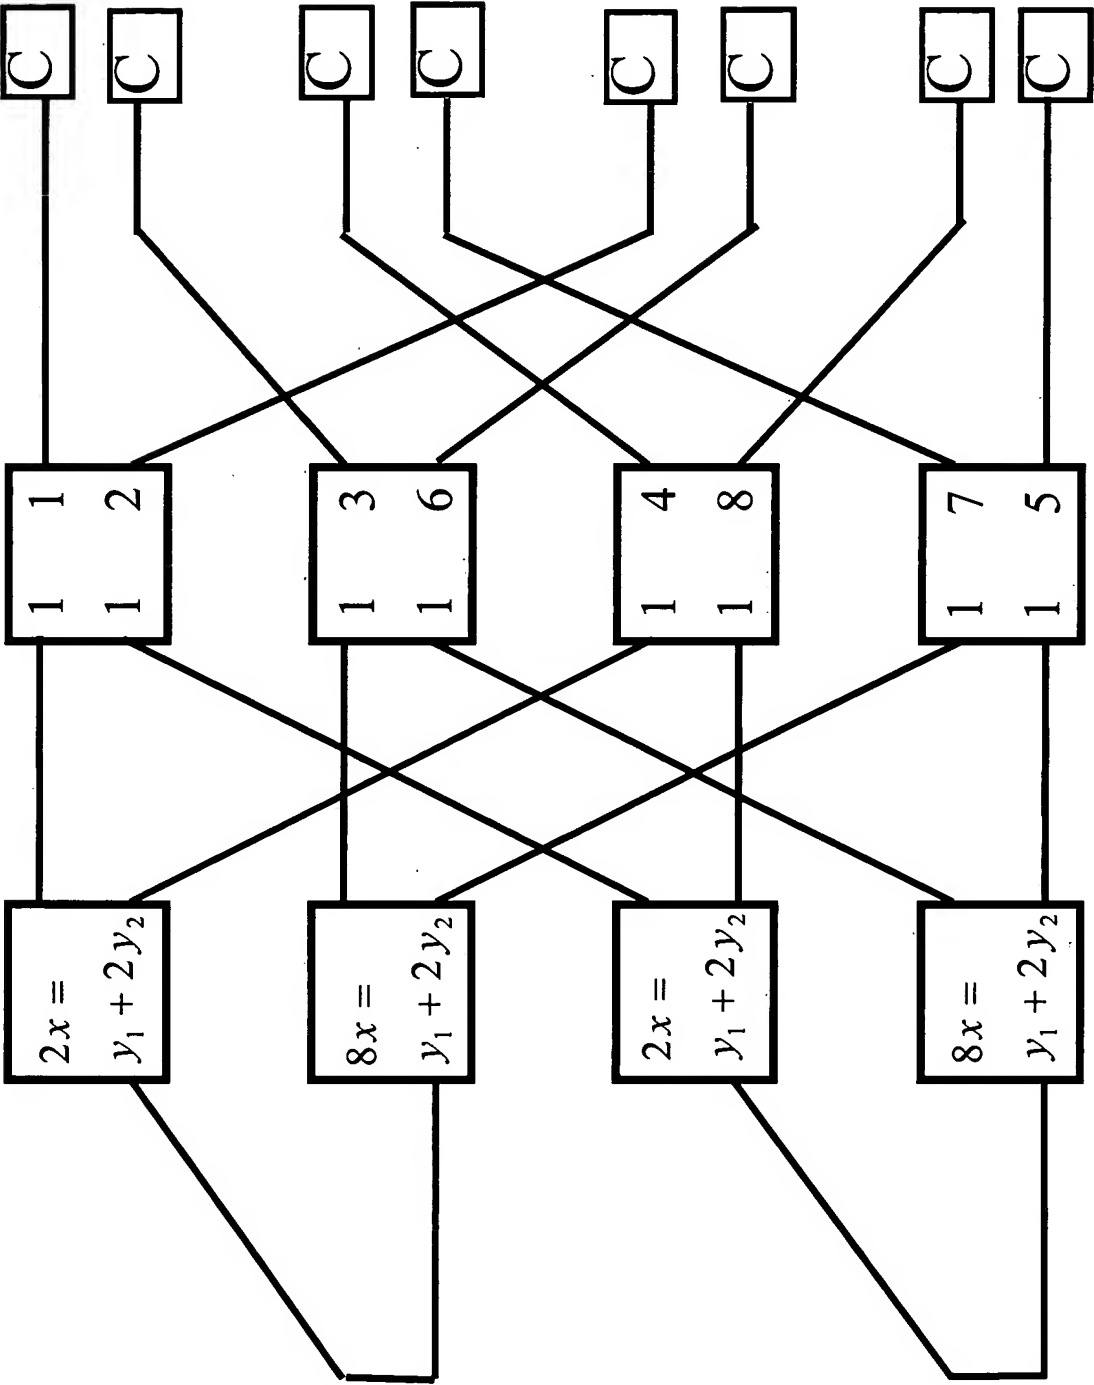 2x = 1 1 C
y₁ + 2y₂ 1 2 C
8x = 1 3 C
y₁ + 2y₂ 1 6 C
2x = 1 4 C
y₁ + 2y₂ 1 8 C
8x = 1 7 C
y₁ + 2y₂ 1 5 C